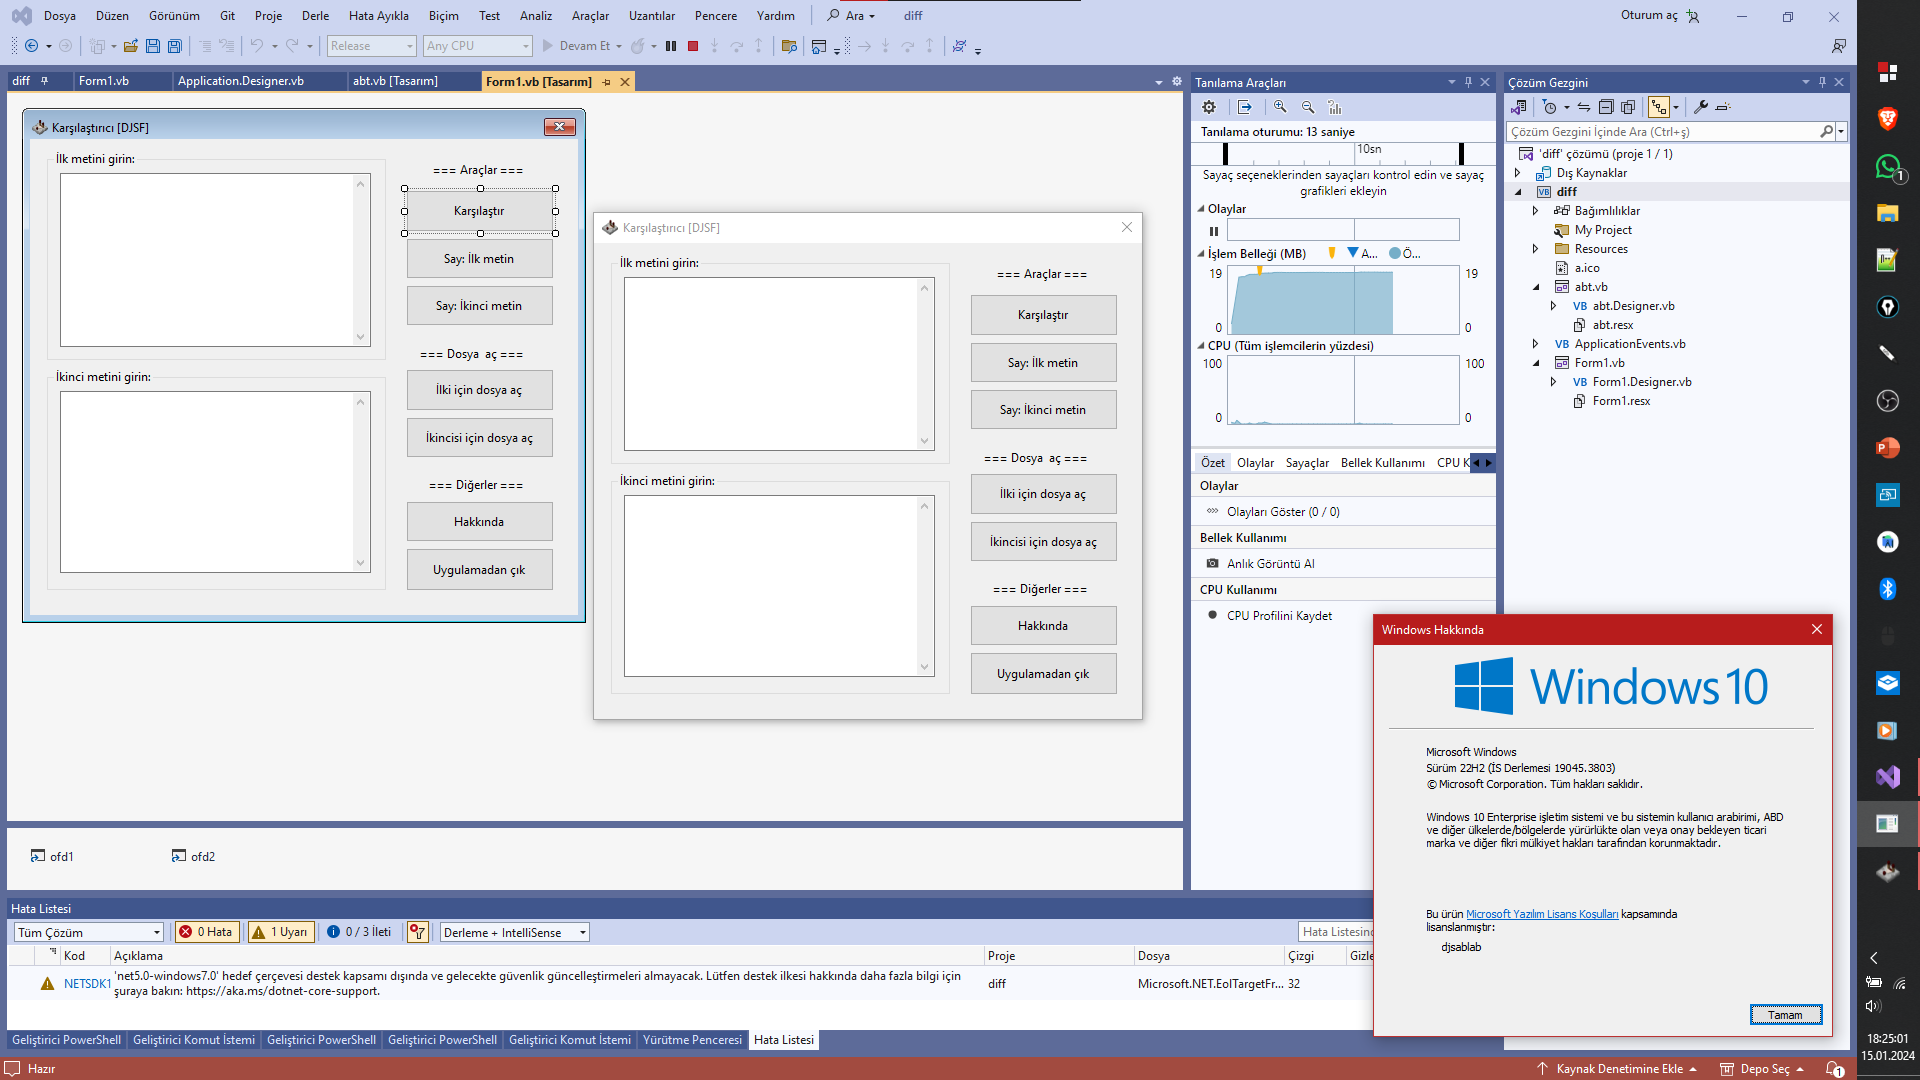 Dosya Düzen Görünüm Git Proje Derle Hata Ayıkla Biçim Test Analiz Araçlar Uzantılar Pencere Yardım Ara diff Oturum aç
Release Any CPU Devam Et
diff Form1.vb Application.Designer.vb abt.vb [Tasarım] Form1.vb [Tasarım]
Karşılaştırıcı [DJSF]
İlk metini girin:
=== Araçlar ===
Karşılaştır
Say: İlk metin
Say: İkinci metin
=== Dosya aç ===
İkinci metini girin:
İlki için dosya aç
İkincisi için dosya aç
=== Diğerler ===
Hakkında
Uygulamadan çık
Karşılaştırıcı [DJSF]
İlk metini girin:
=== Araçlar ===
Karşılaştır
Say: İlk metin
Say: İkinci metin
=== Dosya aç ===
İkinci metini girin:
İlki için dosya aç
İkincisi için dosya aç
=== Diğerler ===
Hakkında
Uygulamadan çık
ofd1 ofd2
Tanılama Araçları
Tanılama oturumu: 13 saniye
10sn
Sayaç seçeneklerinden sayaçları kontrol edin ve sayaç
grafikleri ekleyin
Olaylar
İşlem Belleği (MB) A... Ö...
19 19
0 0
CPU (Tüm işlemcilerin yüzdesi)
100 100
0 0
Özet Olaylar Sayaçlar Bellek Kullanımı CPU K
Olaylar
Olayları Göster (0 / 0)
Bellek Kullanımı
Anlık Görüntü Al
CPU Kullanımı
CPU Profilini Kaydet
Çözüm Gezgini
Çözüm Gezgini İçinde Ara (Ctrl+ş)
'diff' çözümü (proje 1 / 1)
Dış Kaynaklar
VB diff
Bağımlılıklar
My Project
Resources
a.ico
abt.vb
VB abt.Designer.vb
abt.resx
VB ApplicationEvents.vb
Form1.vb
VB Form1.Designer.vb
Form1.resx
Windows Hakkında
Windows 10
Microsoft Windows
Sürüm 22H2 (İS Derlemesi 19045.3803)
© Microsoft Corporation. Tüm hakları saklıdır.
Windows 10 Enterprise işletim sistemi ve bu sistemin kullanıcı arabirimi, ABD
ve diğer ülkelerde/bölgelerde yürürlükte olan veya onay bekleyen ticari
marka ve diğer fikri mülkiyet hakları tarafından korunmaktadır.
Bu ürün Microsoft Yazılım Lisans Koşulları kapsamında
lisanslanmıştır:
djsablab
Tamam
Hata Listesi
Tüm Çözüm 0 Hata 1 Uyarı 0 / 3 İleti Derleme + IntelliSense Hata Listesinc
Kod Açıklama Proje Dosya Çizgi Gizle
NETSDK1 'net5.0-windows7.0' hedef çerçevesi destek kapsamı dışında ve gelecekte güvenlik güncelleştirmeleri almayacak. Lütfen destek ilkesi hakkında daha fazla bilgi için diff Microsoft.NET.EolTargetFr... 32
şuraya bakın: https://aka.ms/dotnet-core-support.
Geliştirici PowerShell Geliştirici Komut İstemi Geliştirici PowerShell Geliştirici PowerShell Geliştirici Komut İstemi Yürütme Penceresi Hata Listesi
Hazır Kaynak Denetimine Ekle Depo Seç 1
1
18:25:01
15.01.2024